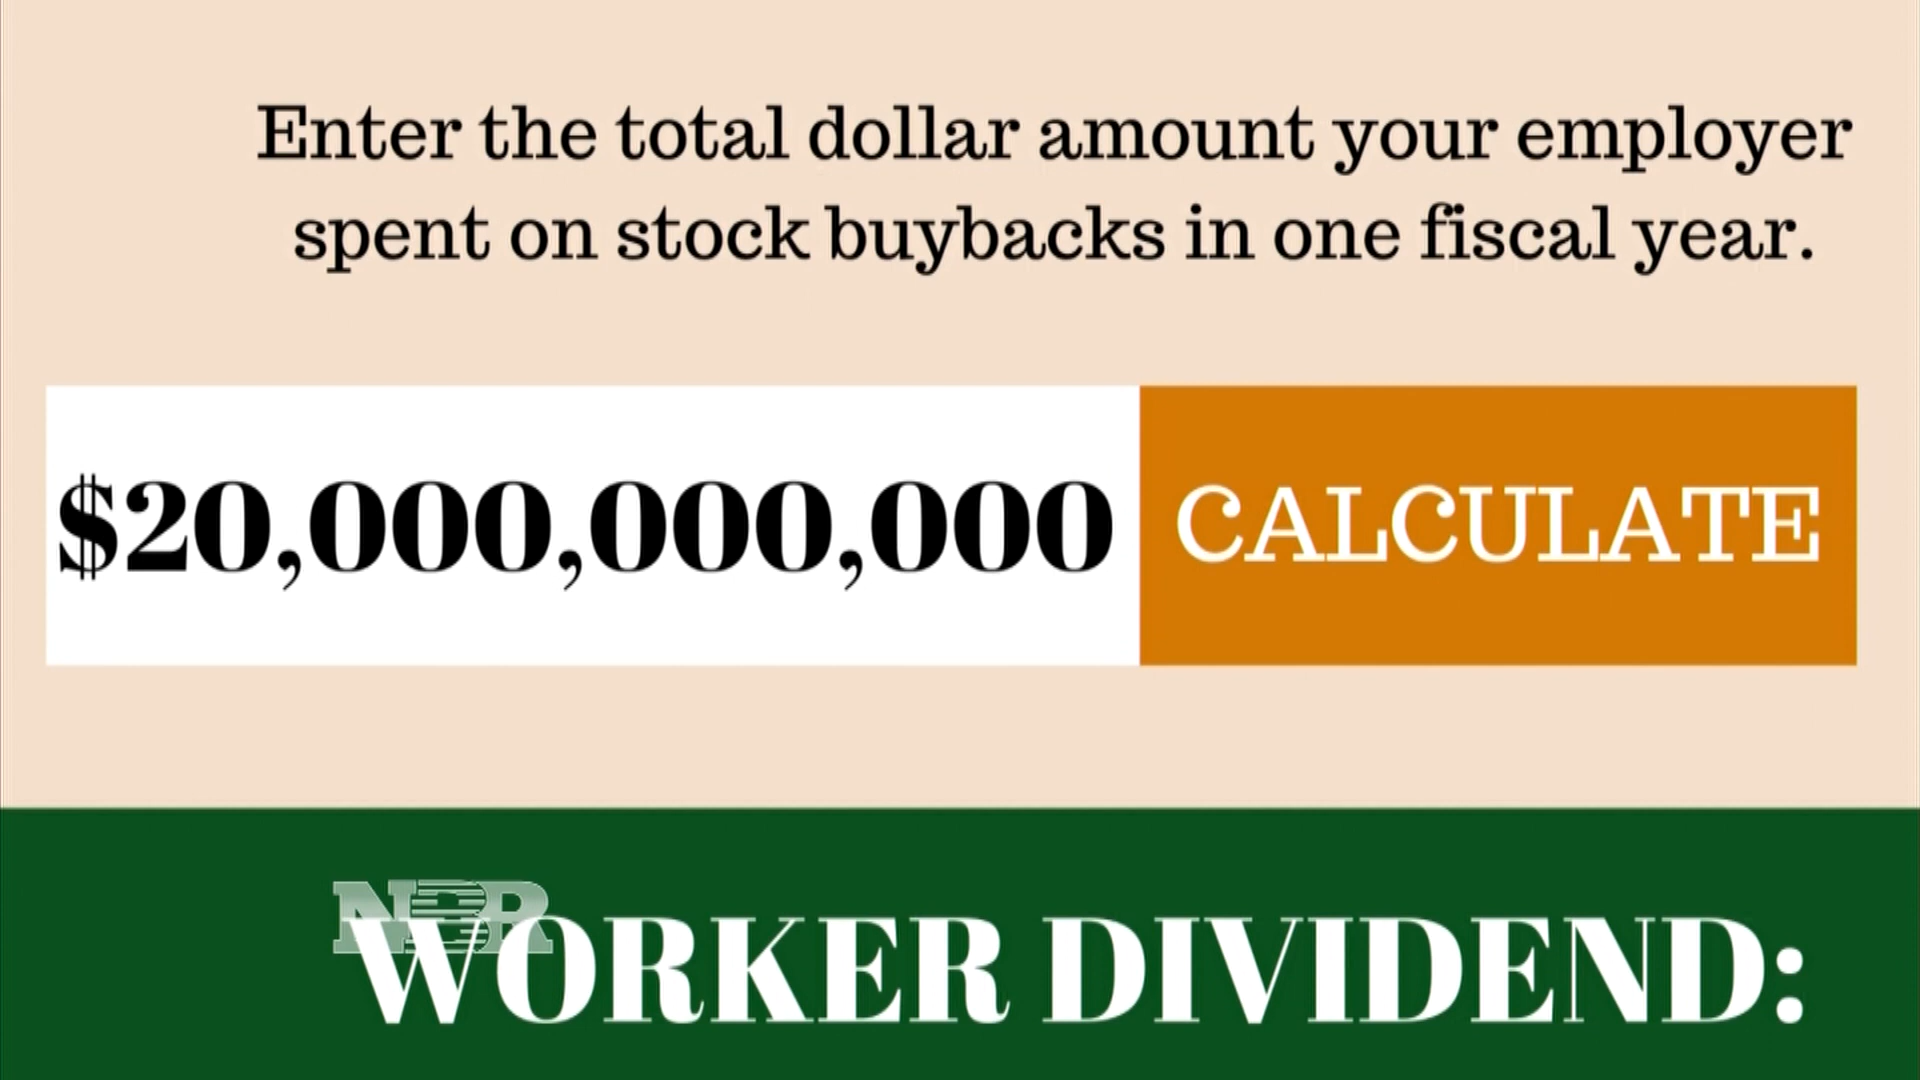 Enter the total dollar amount your employer
spent on stock buybacks in one fiscal year.
$20,000,000,000
CALCULATE
NBR
WORKER DIVIDEND: